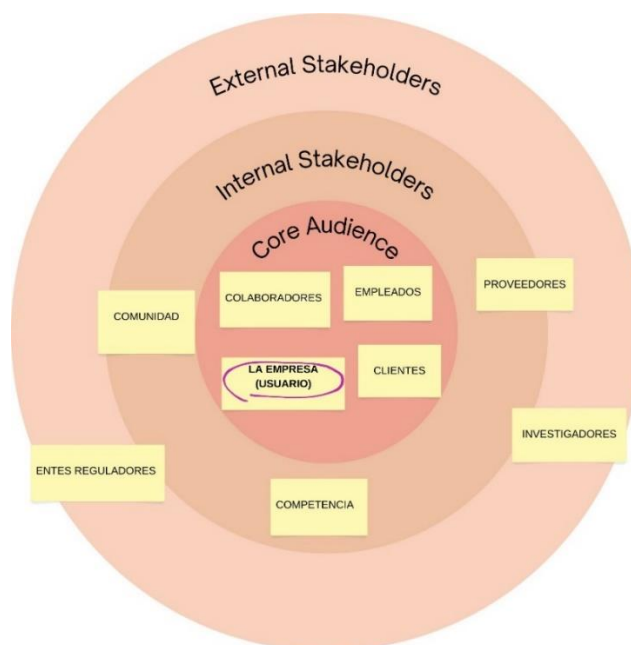 External Stakeholders
Internal Stakeholders
Core Audience
COLABORADORES
EMPLEADOS
PROVEEDORES
COMUNIDAD
LA EMPRESA
(USUARIO)
CLIENTES
INVESTIGADORES
ENTES REGULADORES
COMPETENCIA